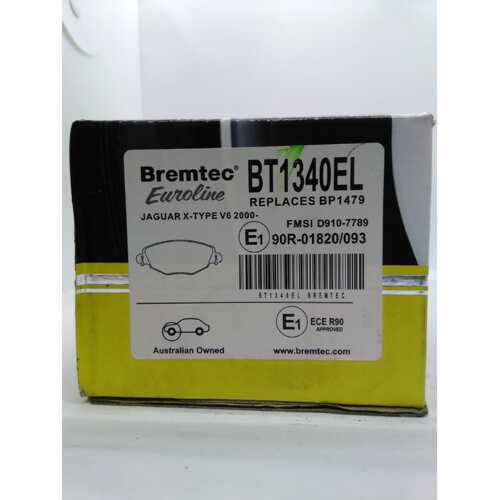 Bremtec® BT1340EL
Euroline REPLACES BP1479
JAGUAR X-TYPE V6 2000- FMSI D910-7789
E1 90R-01820/093
BT1340EL BREMTEC
E1 ECE R90
APPROVED
Australian Owned www.bremtec.com